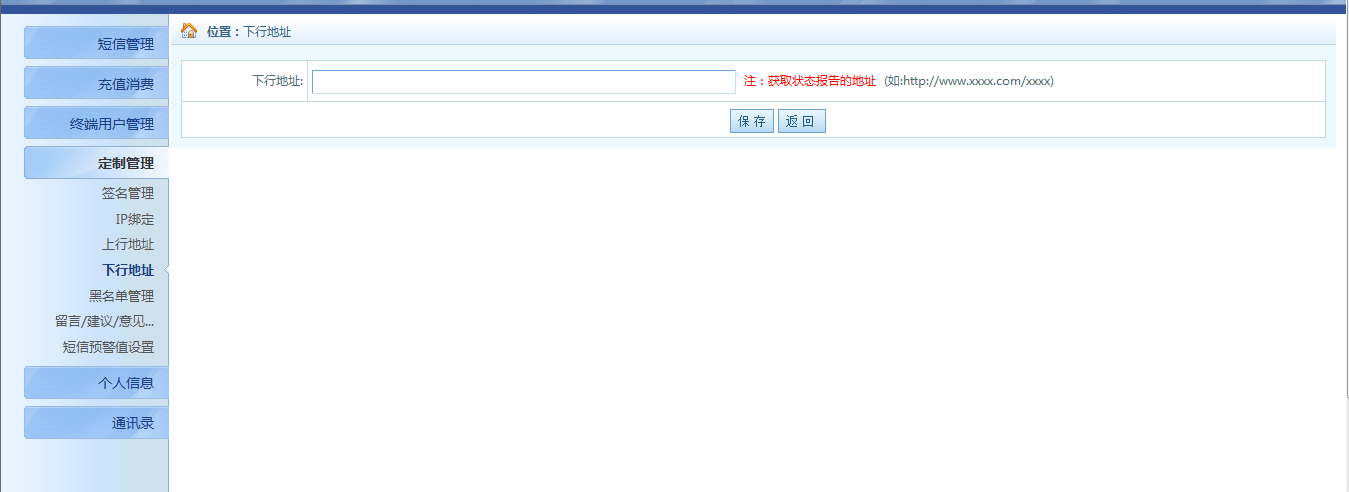 短信管理
充值消费
终端用户管理
定制管理
签名管理
IP绑定
上行地址
下行地址
黑名单管理
留言/建议/意见...
短信预警值设置
个人信息
通讯录
位置：下行地址
下行地址: 注：获取状态报告的地址 (如:http://www.xxxx.com/xxxx)
保 存 返 回